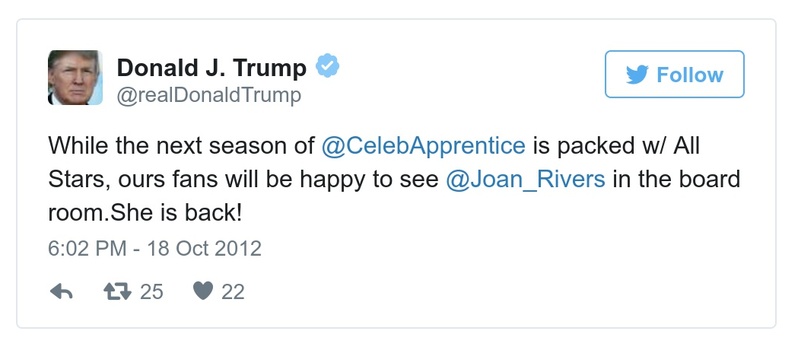 Donald J. Trump
@realDonaldTrump
Follow
While the next season of @CelebApprentice is packed w/ All
Stars, ours fans will be happy to see @Joan_Rivers in the board
room.She is back!
6:02 PM - 18 Oct 2012
25 22